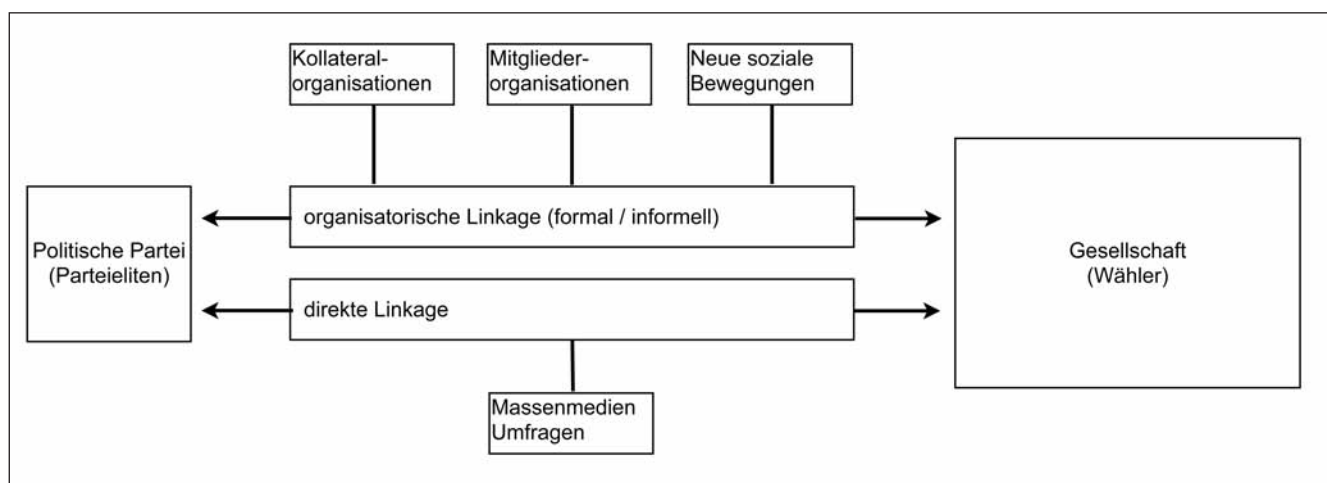 Kollateral-
organisationen
Mitglieder-
organisationen
Neue soziale
Bewegungen
Politische Partei
(Parteieliten)
organisatorische Linkage (formal / informell)
direkte Linkage
Gesellschaft
(Wähler)
Massenmedien
Umfragen